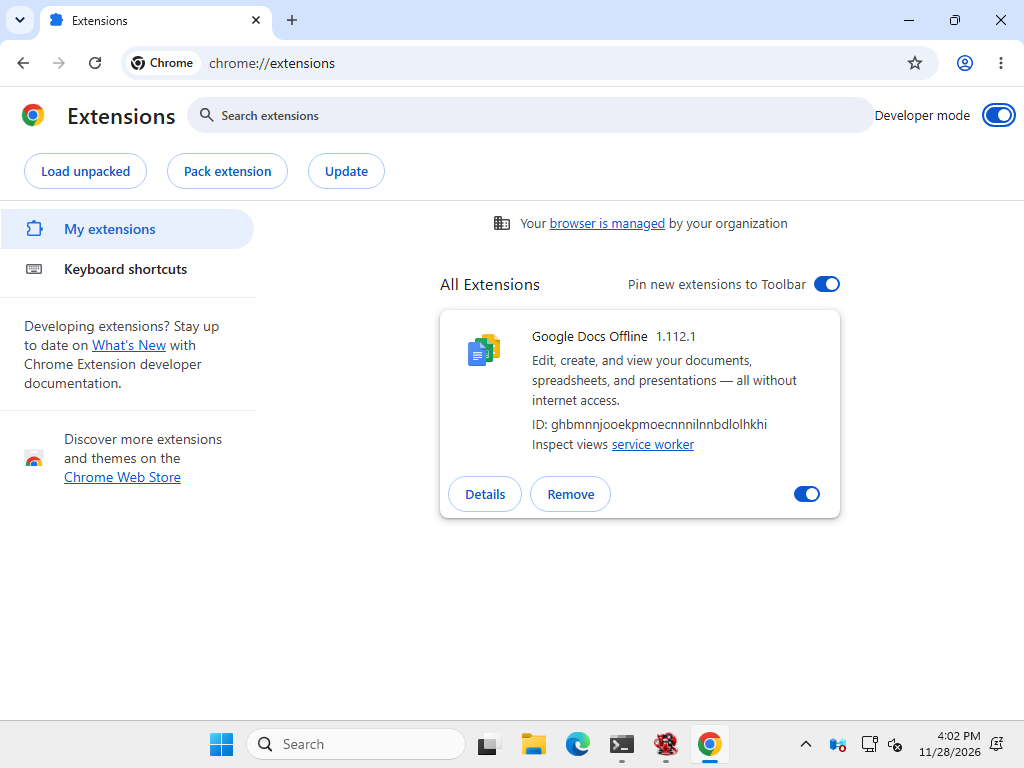 Extensions
Chrome
chrome://extensions
Extensions
Search extensions
Developer mode
Load unpacked
Pack extension
Update
My extensions
Keyboard shortcuts
Developing extensions? Stay up
to date on What's New with
Chrome Extension developer
documentation.
Discover more extensions
and themes on the
Chrome Web Store
Your browser is managed by your organization
All Extensions
Pin new extensions to Toolbar
Google Docs Offline 1.112.1
Edit, create, and view your documents,
spreadsheets, and presentations — all without
internet access.
ID: ghbmnnjooekpmoecnnnilnnbdlolhkhi
Inspect views service worker
Details
Remove
Search
4:02 PM
11/28/2026